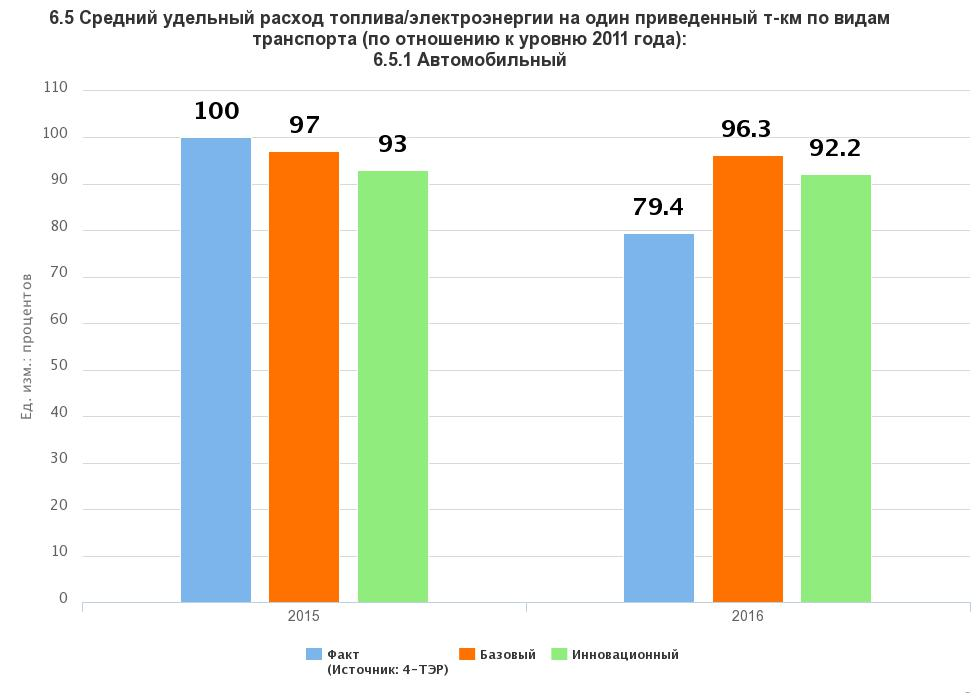 6.5 Средний удельный расход топлива/электроэнергии на один приведенный т-км по видам
транспорта (по отношению к уровню 2011 года):
6.5.1 Автомобильный
Ед. изм.: процентов
110
100
90
80
70
60
50
40
30
20
10
0
100
97
93
79.4
96.3
92.2
2015
2016
Факт
(Источник: 4-ТЭР)
Базовый
Инновационный